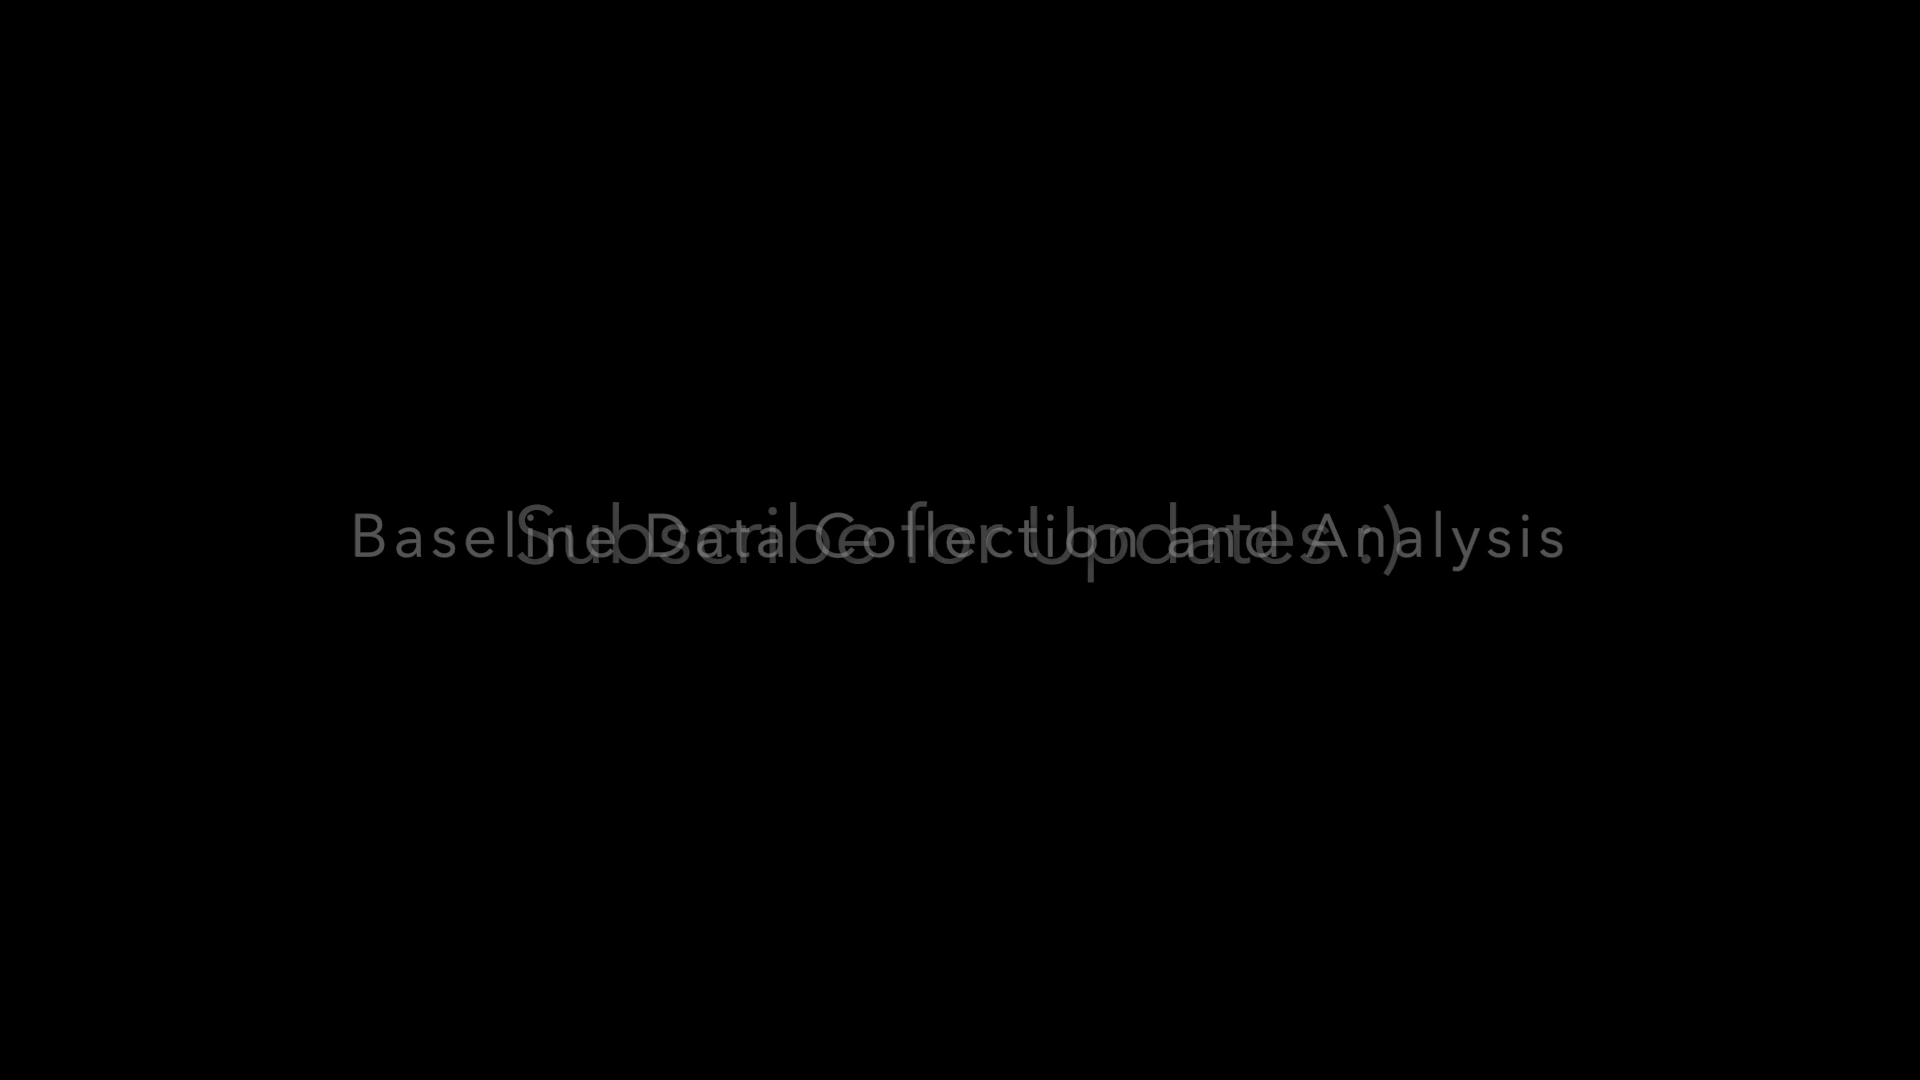 Baseline Data Collection and Analysis
Subscribe for Updates :)